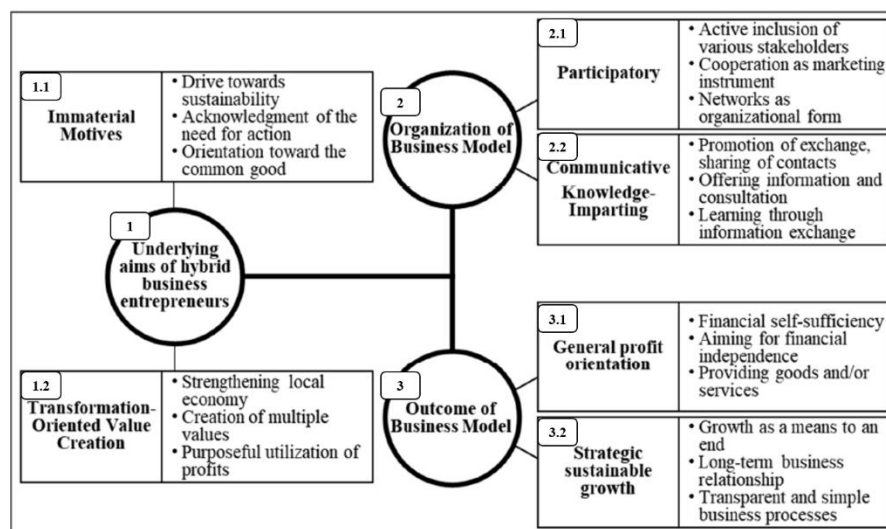 1.1
Immaterial
Motives
• Drive towards
sustainability
• Acknowledgment of the
need for action
• Orientation toward the
common good
1
Underlying
aims of hybrid
business
entrepreneurs
1.2
Transformation-
Oriented Value
Creation
• Strengthening local
economy
• Creation of multiple
values
• Purposeful utilization of
profits
2
Organization of
Business Model
2.1
Participatory
• Active inclusion of
various stakeholders
• Cooperation as marketing
instrument
• Networks as
organizational form
2.2
Communicative
Knowledge-
Imparting
• Promotion of exchange,
sharing of contacts
• Offering information and
consultation
• Learning through
information exchange
3
Outcome of
Business Model
3.1
General profit
orientation
• Financial self-sufficiency
• Aiming for financial
independence
• Providing goods and/or
services
3.2
Strategic
sustainable
growth
• Growth as a means to an
end
• Long-term business
relationship
• Transparent and simple
business processes